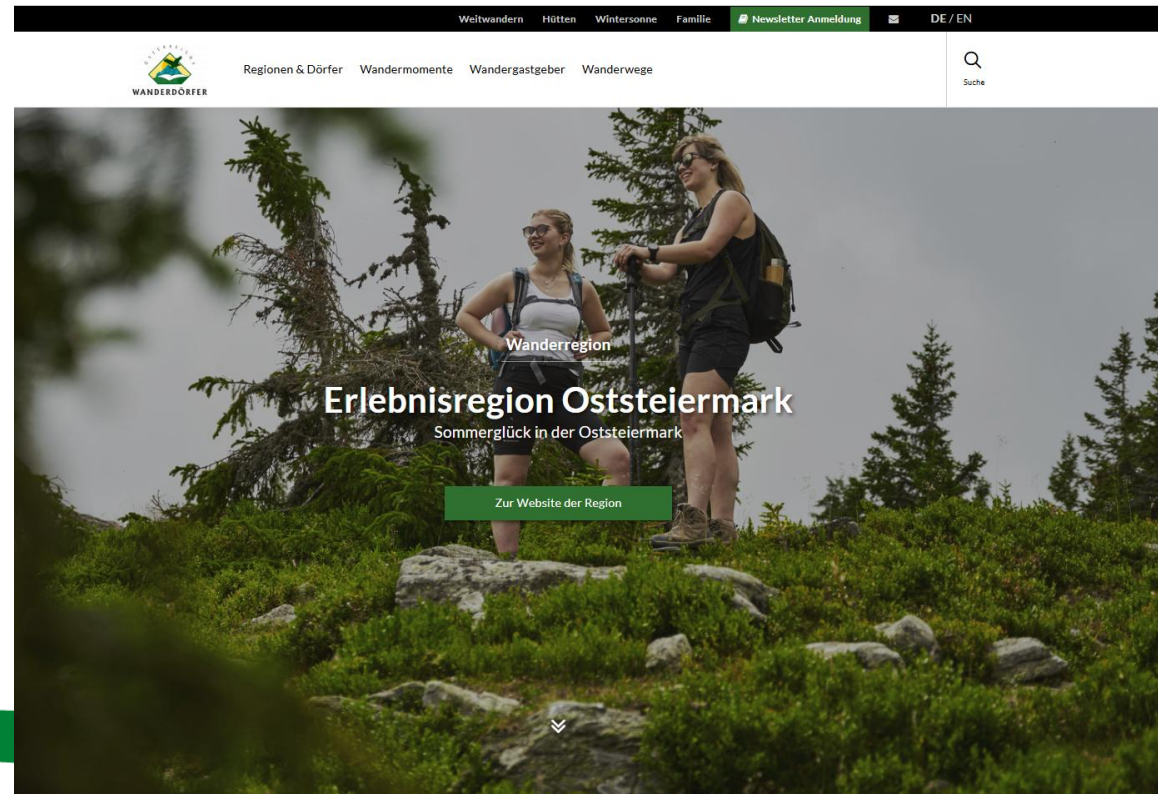 Weitwandern Hütten Wintersonne Familie Newsletter Anmeldung DE / EN
ÖSTERREICHS
WANDERDÖRFER
Regionen & Dörfer Wandermomente Wandergastgeber Wanderwege
Suche
Wanderregion
Erlebnisregion Oststeiermark
Sommerglück in der Oststeiermark
Zur Website der Region